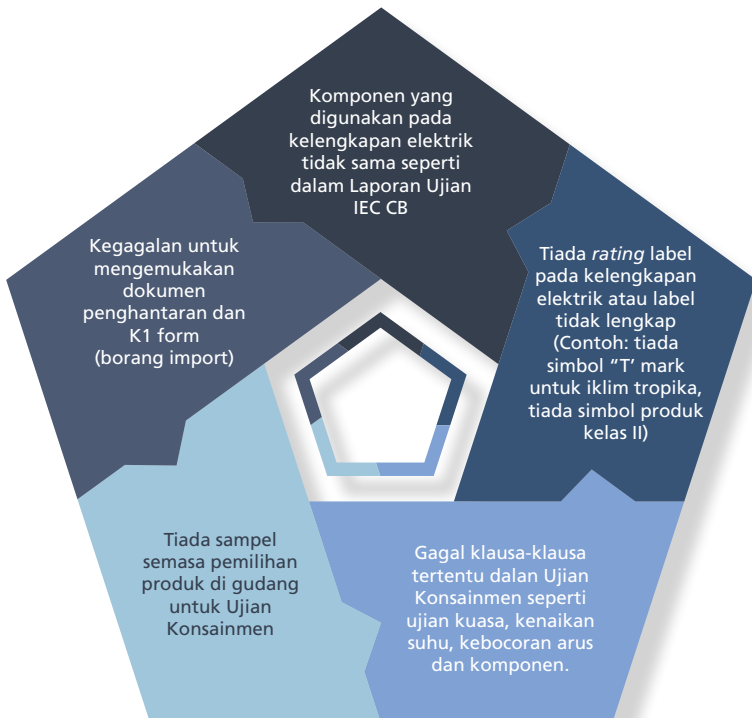 Komponen yang
digunakan pada
kelengkapan elektrik
tidak sama seperti
dalam Laporan Ujian
IEC CB
Tiada rating label
pada kelengkapan
elektrik atau label
tidak lengkap
(Contoh: tiada
simbol "T' mark
untuk iklim tropika,
tiada simbol produk
kelas II)
Gagal klausa-klausa
tertentu dalan Ujian
Konsainmen seperti
ujian kuasa, kenaikan
suhu, kebocoran arus
dan komponen.
Tiada sampel
semasa pemilihan
produk di gudang
untuk Ujian
Konsainmen
Kegagalan untuk
mengemukakan
dokumen
penghantaran dan
K1 form
(borang import)